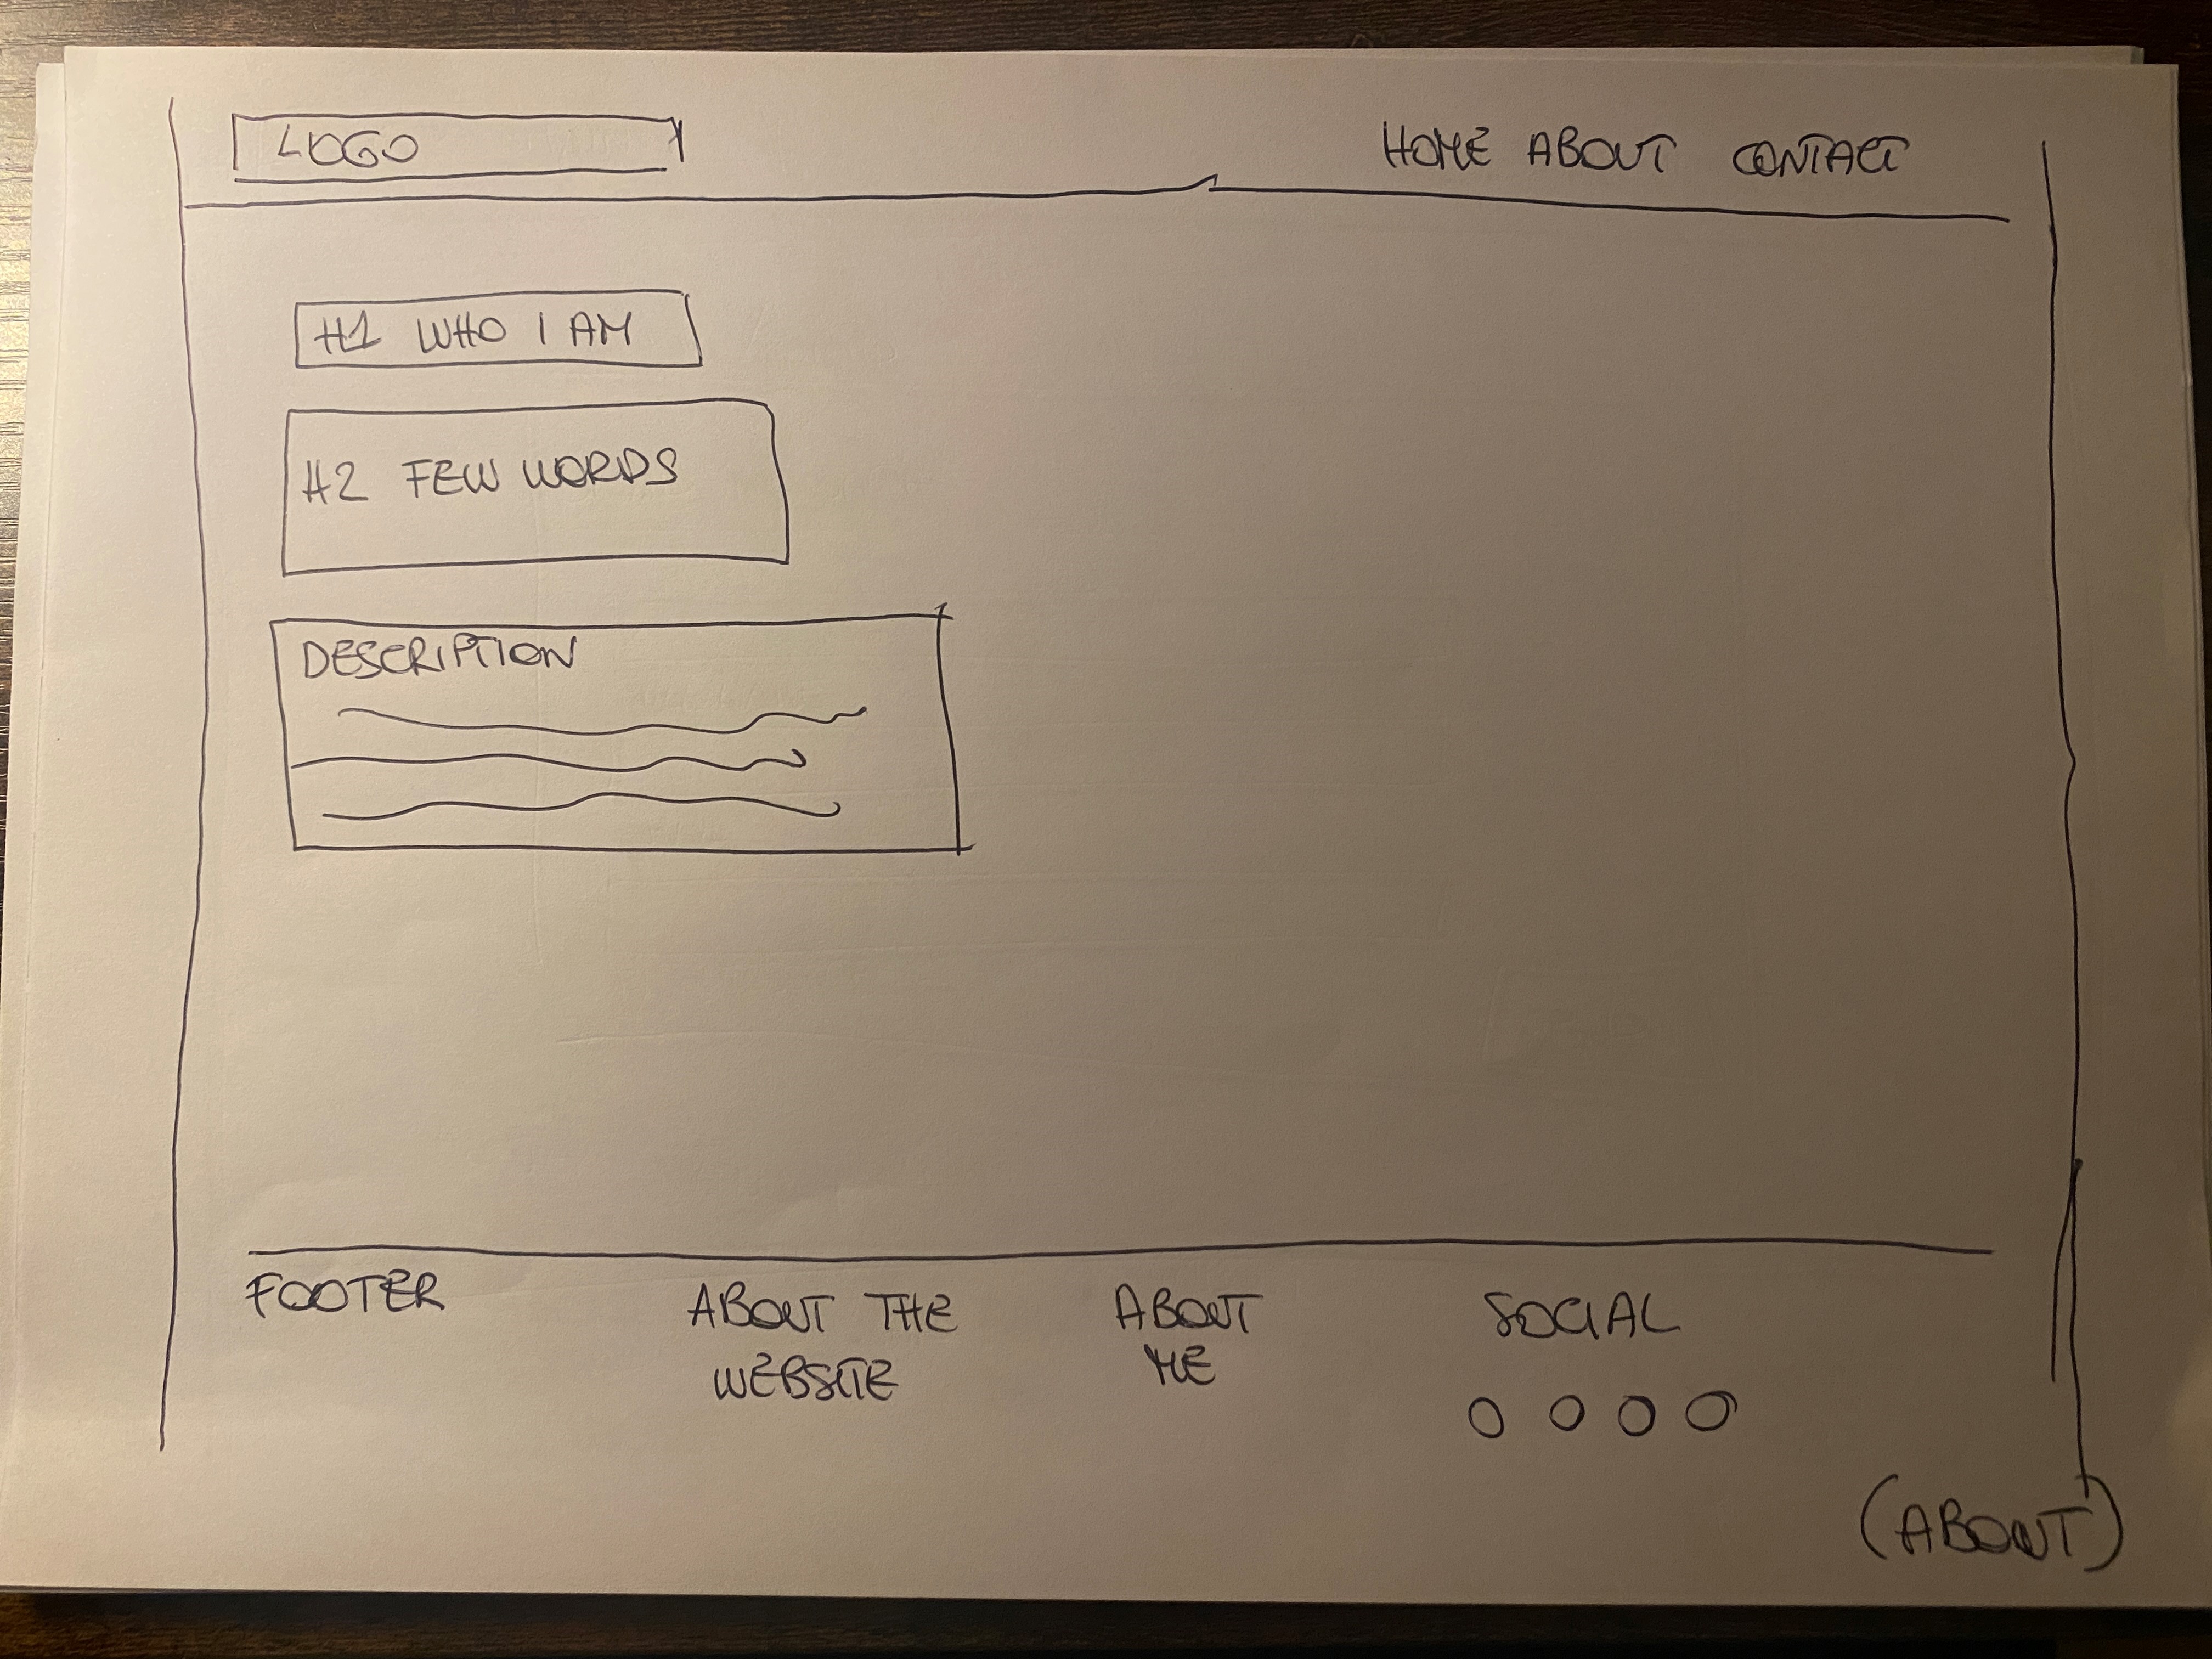 LOGO
HOME ABOUT CONTACT
H1 WHO I AM
H2 FEW WORDS
DESCRIPTION
FOOTER
ABOUT THE
WEBSITE
ABOUT
ME
SOCIAL
(ABOUT)